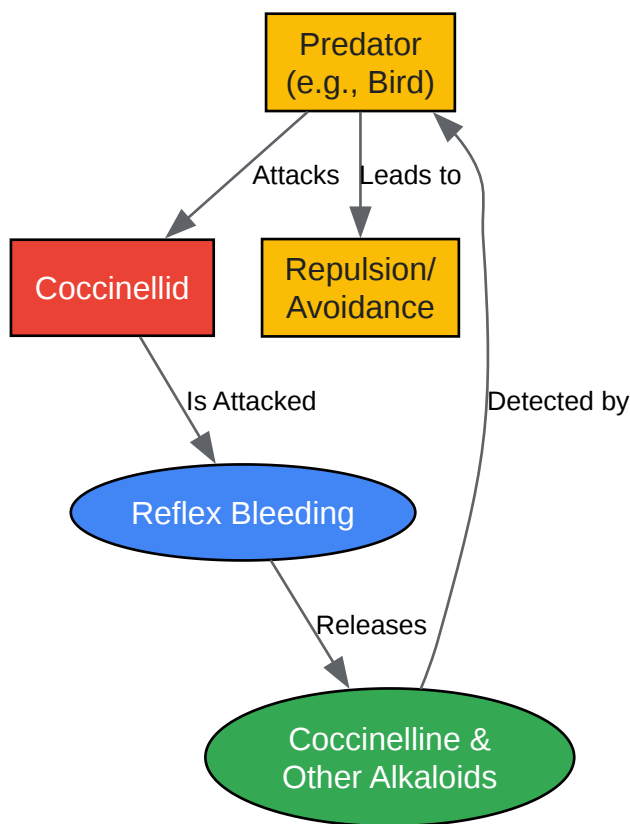 Predator
(e.g., Bird)
Attacks
Leads to
Coccinellid
Repulsion/
Avoidance
Is Attacked
Detected by
Reflex Bleeding
Releases
Coccinelline &
Other Alkaloids